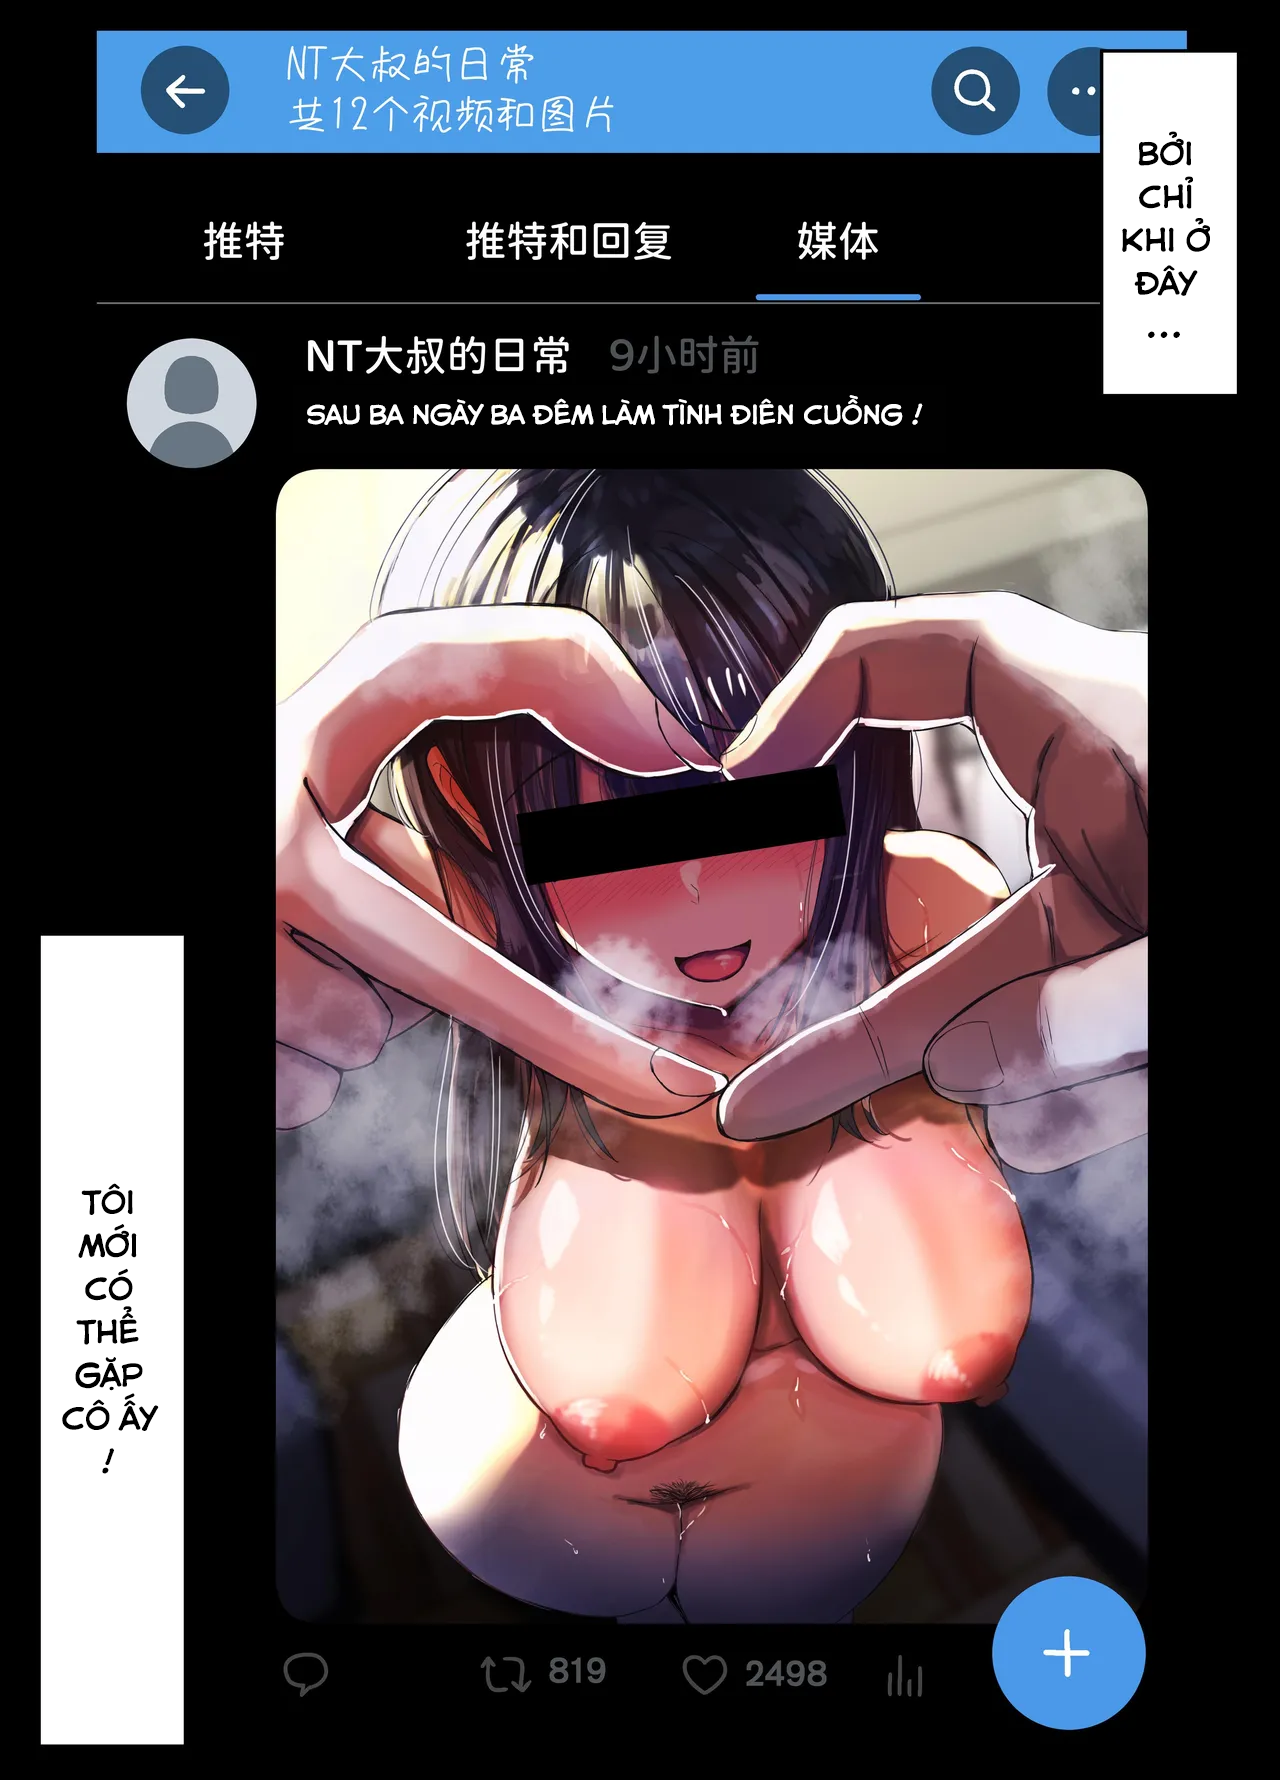 NT大叔的日常
共12个视频和图片
BỞI
CHỈ
KHI Ở
ĐÂY
...
推特
推特和回复
媒体
NT大叔的日常 9小时前
SAU BA NGÀY BA ĐÊM LÀM TÌNH ĐIÊN CUỒNG !
TÔI
MỚI
CÓ
THỂ
GẶP
CÔ ẤY
!
819
2498